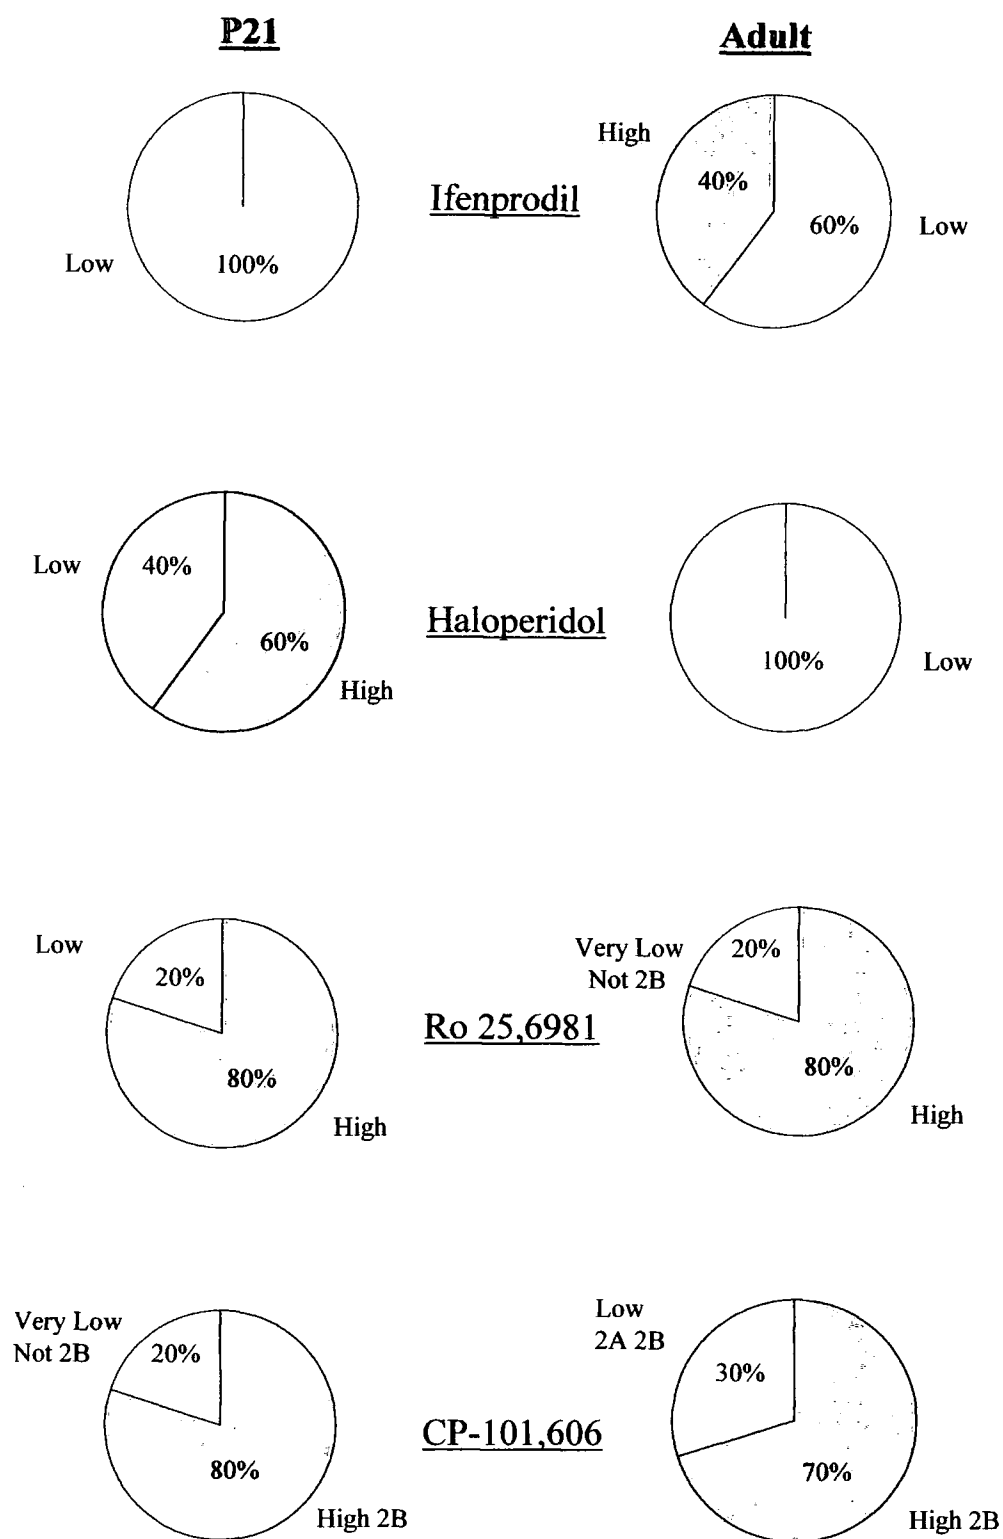 P21
Adult
High
40%
Ifenprodil
60%
Low
Low
100%
Low
40%
Haloperidol
60%
High
100%
Low
Low
20%
Very Low
Not 2B
20%
Ro 25,6981
80%
High
80%
High
Very Low
Not 2B
20%
Low
2A 2B
30%
CP-101,606
80%
High 2B
70%
High 2B